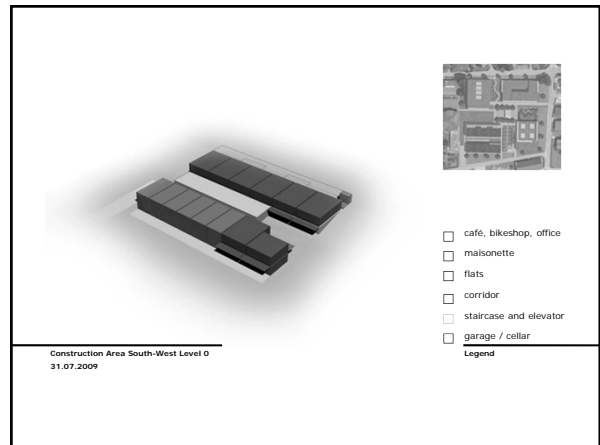 café, bikeshop, office
maisonette
flats
corridor
staircase and elevator
garage / cellar
Construction Area South-West Level 0
31.07.2009
Legend